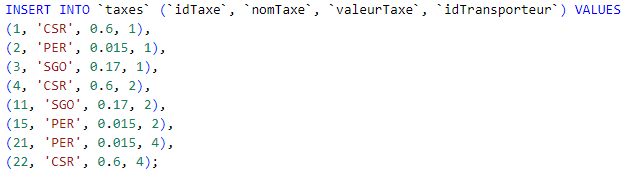 INSERT INTO `taxes` (`idTaxe`, `nomTaxe`, `valeurTaxe`, `idTransporteur`) VALUES
(1, 'CSR', 0.6, 1),
(2, 'PER', 0.015, 1),
(3, 'SGO', 0.17, 1),
(4, 'CSR', 0.6, 2),
(11, 'SGO', 0.17, 2),
(15, 'PER', 0.015, 2),
(21, 'PER', 0.015, 4),
(22, 'CSR', 0.6, 4);